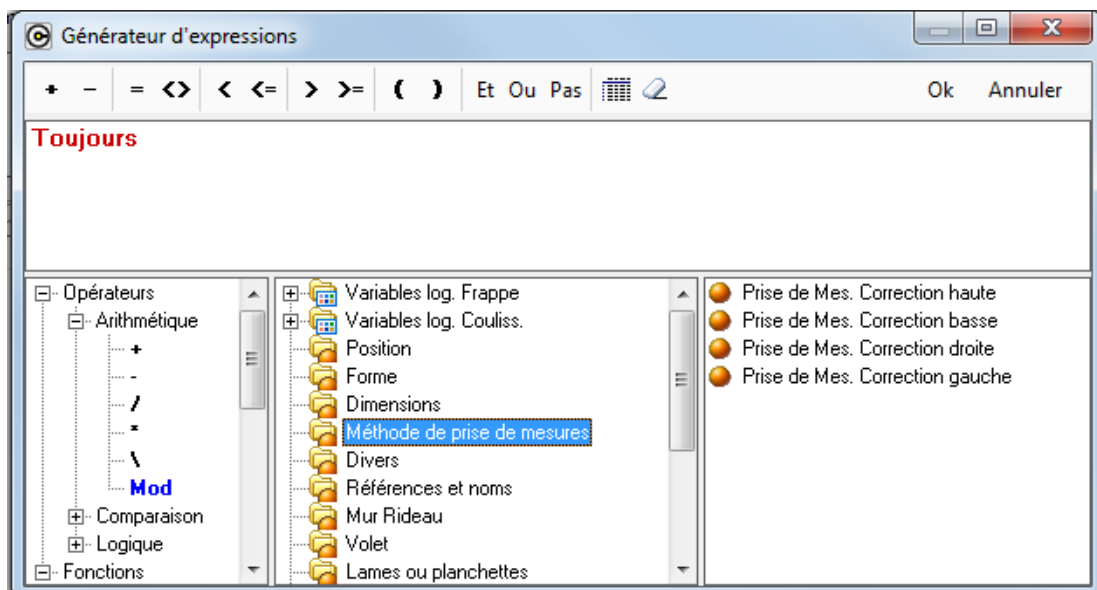 Générateur d'expressions
+ - = <> < <= > >= ( ) Et Ou Pas Ok Annuler
Toujours
Opérateurs
Arithmétique
+
-
/
*
\
Mod
Comparaison
Logique
Fonctions
Variables log. Frappe
Variables log. Couliss.
Position
Forme
Dimensions
Méthode de prise de mesures
Divers
Références et noms
Mur Rideau
Volet
Lames ou planchettes
Prise de Mes. Correction haute
Prise de Mes. Correction basse
Prise de Mes. Correction droite
Prise de Mes. Correction gauche